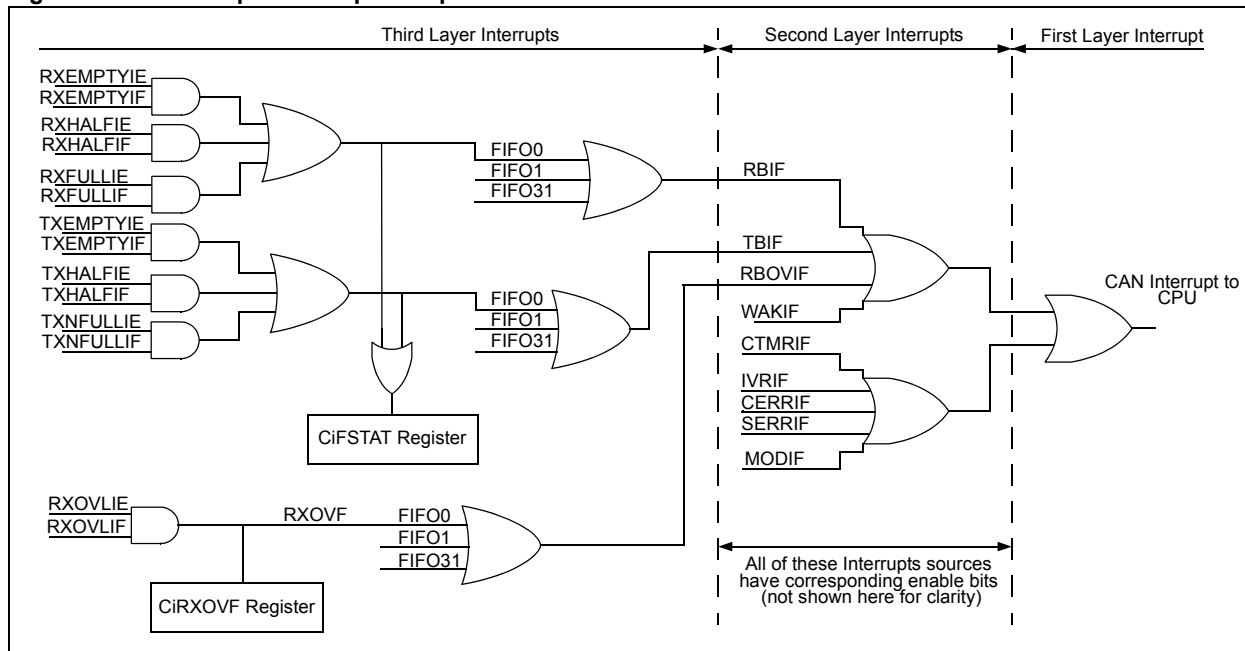 Third Layer Interrupts
Second Layer Interrupts
First Layer Interrupt
RXEMPTYIE
RXEMPTYIF
RXHALFIE
RXHALFIF
RXFULLIE
RXFULLIF
TXEMPTYIE
TXEMPTYIF
TXHALFIE
TXHALFIF
TXNFULLIE
TXNFULLIF
FIFO0
FIFO1
FIFO31
FIFO0
FIFO1
FIFO31
CiFSTAT Register
RXOVLIE
RXOVLIF
RXOVF
FIFO0
FIFO1
FIFO31
CiRXOVF Register
RBIF
TBIF
RBOVIF
WAKIF
CTMRIF
IVRIF
CERRIF
SERRIF
MODIF
CAN Interrupt to
CPU
All of these Interrupts sources
have corresponding enable bits
(not shown here for clarity)